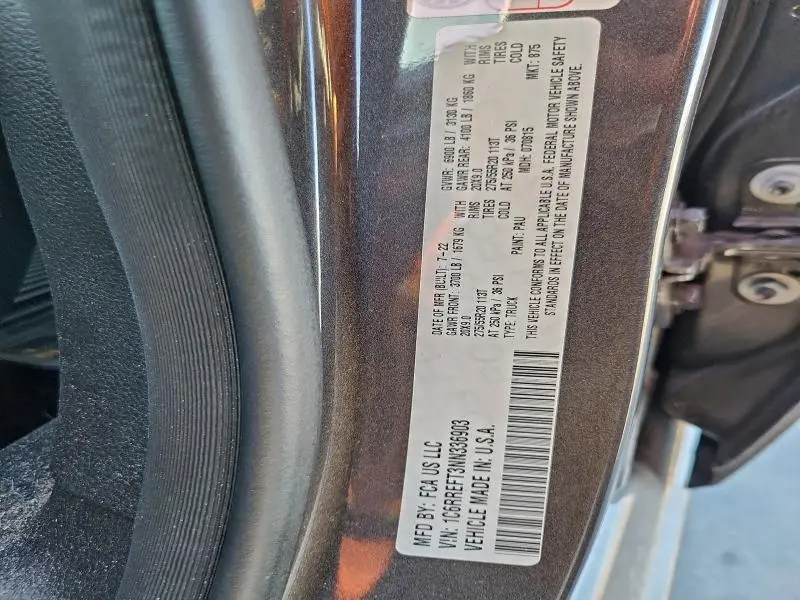 MFD BY: FCA US LLC
DATE OF MFR (BUILT): 7-22
GVWR: 6900 LB / 3130 KG
GAWR FRONT: 3700 LB / 1679 KG WITH
GAWR REAR: 4100 LB / 1860 KG WITH
20X9.0 RIMS
20X9.0 RIMS
275/55R20 113T TIRES
275/55R20 113T TIRES
AT 250 kPa / 36 PSI COLD
AT 250 kPa / 36 PSI COLD
TYPE: TRUCK
PAINT: PAU
MDH: 070815
MKT: 875
VIN: 1C6RREFT3NN336903
VEHICLE MADE IN: U.S.A.
THIS VEHICLE CONFORMS TO ALL APPLICABLE U.S.A. FEDERAL MOTOR VEHICLE SAFETY
STANDARDS IN EFFECT ON THE DATE OF MANUFACTURE SHOWN ABOVE.